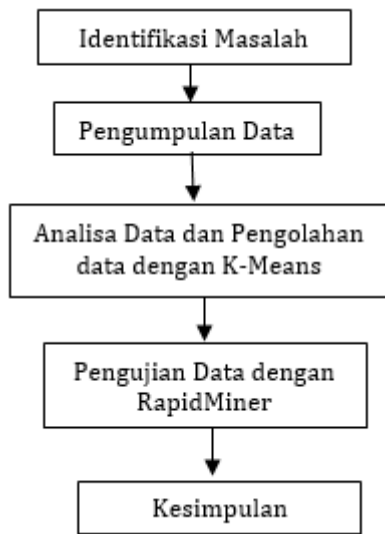 Identifikasi Masalah
Pengumpulan Data
Analisa Data dan Pengolahan
data dengan K-Means
Pengujian Data dengan
RapidMiner
Kesimpulan